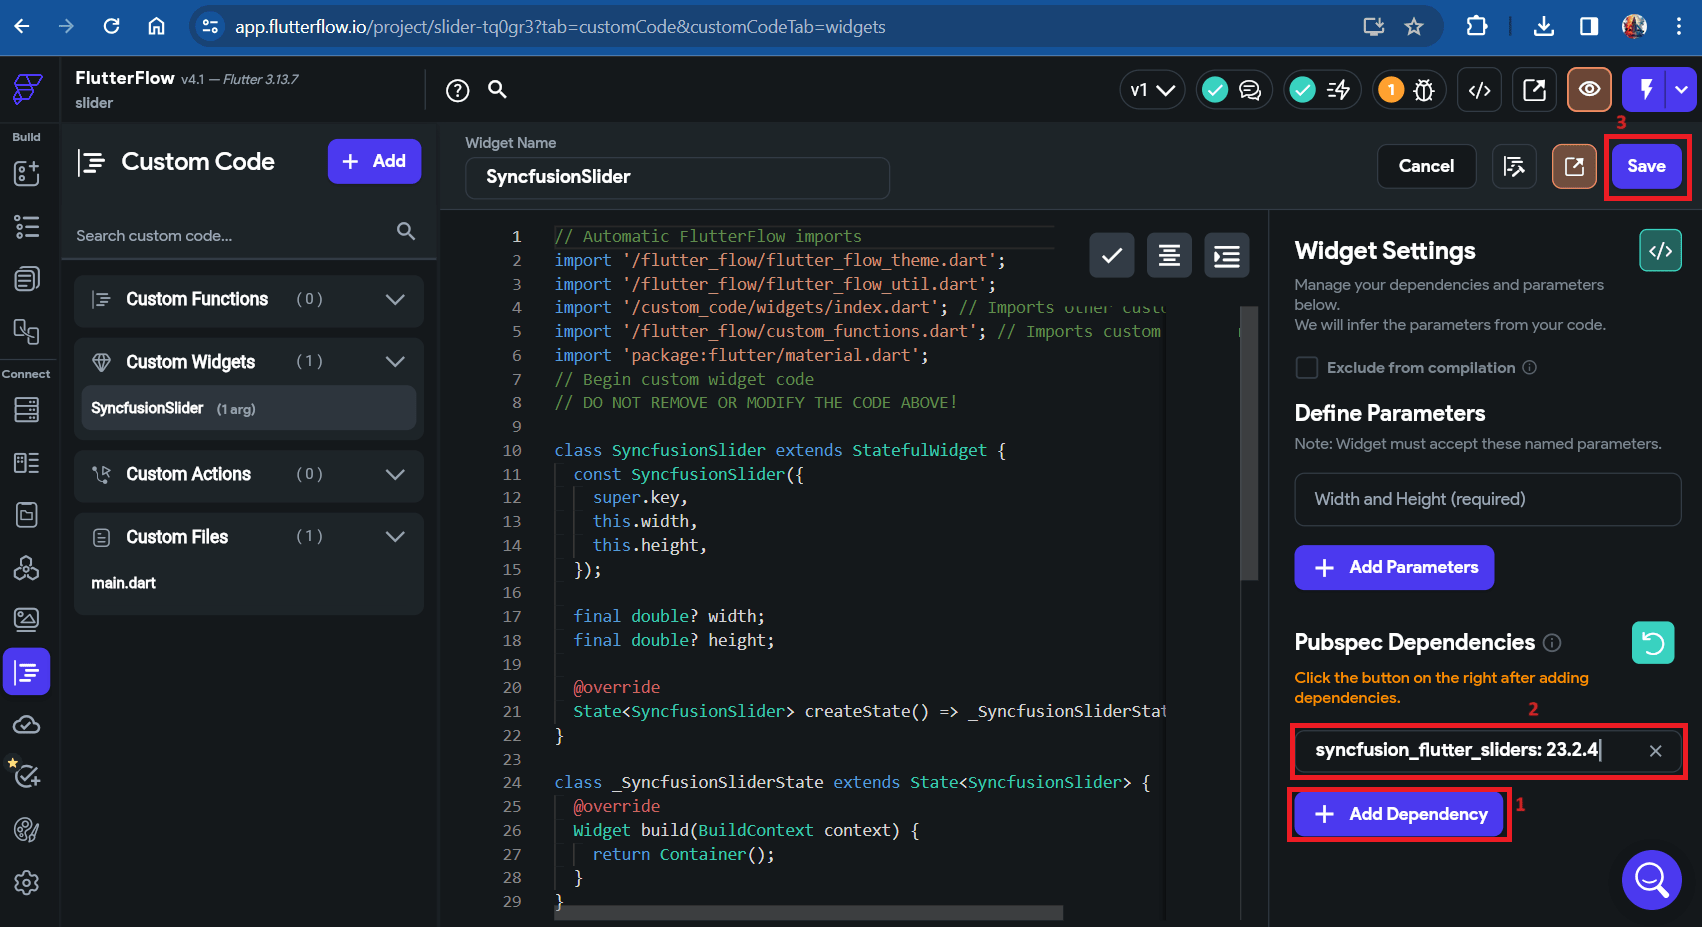 app.flutterflow.io/project/slider-tq0gr3?tab=customCode&customCodeTab=widgets
FlutterFlow v4.1 — Flutter 3.13.7
slider
v1
1
3
Build
Connect
Custom Code
+ Add
Search custom code...
Custom Functions (0)
Custom Widgets (1)
SyncfusionSlider (1 arg)
Custom Actions (0)
Custom Files (1)
main.dart
Widget Name
SyncfusionSlider
Cancel
Save
1 // Automatic FlutterFlow imports
2 import '/flutter_flow/flutter_flow_theme.dart';
3 import '/flutter_flow/flutter_flow_util.dart';
4 import '/custom_code/widgets/index.dart'; // Imports other custo
5 import '/flutter_flow/custom_functions.dart'; // Imports custom
6 import 'package:flutter/material.dart';
7 // Begin custom widget code
8 // DO NOT REMOVE OR MODIFY THE CODE ABOVE!
9
10 class SyncfusionSlider extends StatefulWidget {
11 const SyncfusionSlider({
12 super.key,
13 this.width,
14 this.height,
15 });
16
17 final double? width;
18 final double? height;
19
20 @override
21 State<SyncfusionSlider> createState() => _SyncfusionSliderStat
22 }
23
24 class _SyncfusionSliderState extends State<SyncfusionSlider> {
25 @override
26 Widget build(BuildContext context) {
27 return Container();
28 }
29 }
Widget Settings
Manage your dependencies and parameters
below.
We will infer the parameters from your code.
Exclude from compilation
Define Parameters
Note: Widget must accept these named parameters.
Width and Height (required)
+ Add Parameters
Pubspec Dependencies
Click the button on the right after adding
dependencies.
2
syncfusion_flutter_sliders: 23.2.4
+ Add Dependency
1